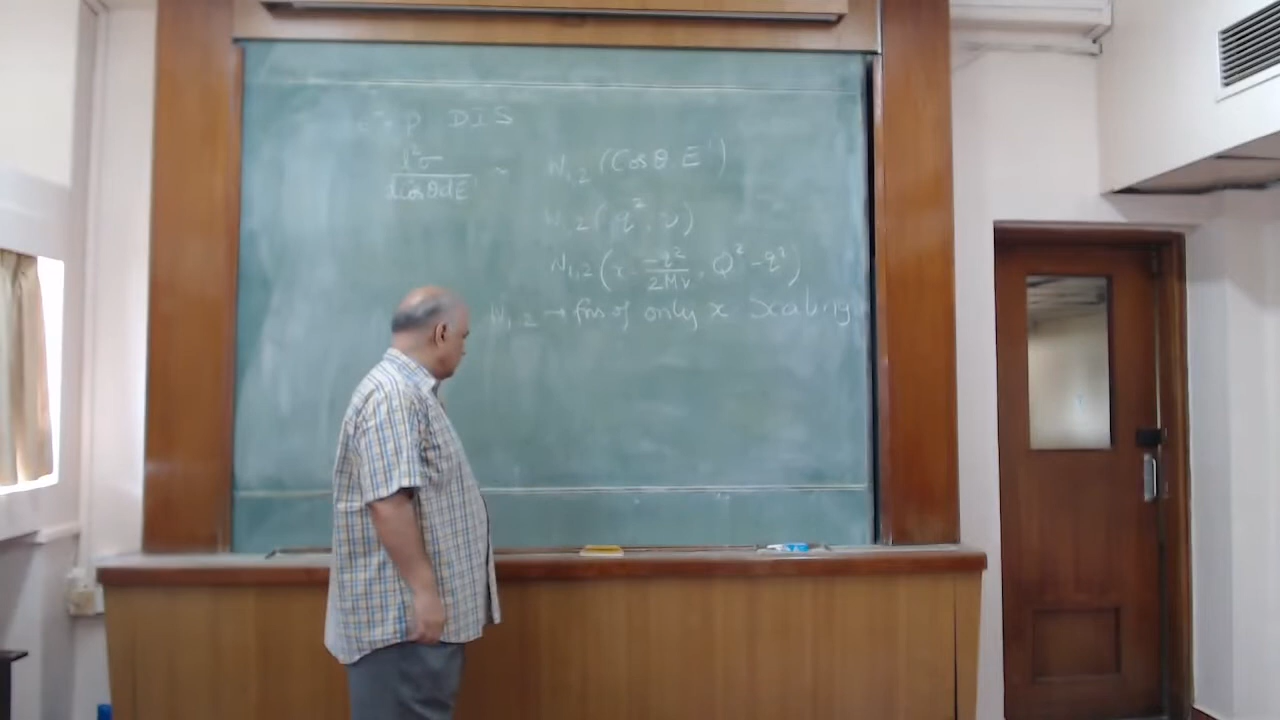 e⁻ - p DIS
d²σ / dcosθdE' ~ W₁,₂ (Cosθ, E')
W₁,₂ (q², ν)
W₁,₂ (x = -q²/2Mν, Q² = -q²)
W₁,₂ → fns of only x Scaling